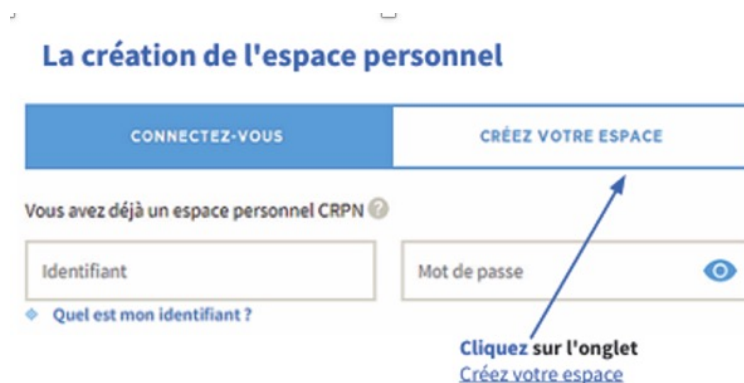 La création de l'espace personnel
CONNECTEZ-VOUS
CRÉEZ VOTRE ESPACE
Vous avez déjà un espace personnel CRPN ?
Identifiant
Mot de passe
Quel est mon identifiant ?
Cliquez sur l'onglet
Créez votre espace